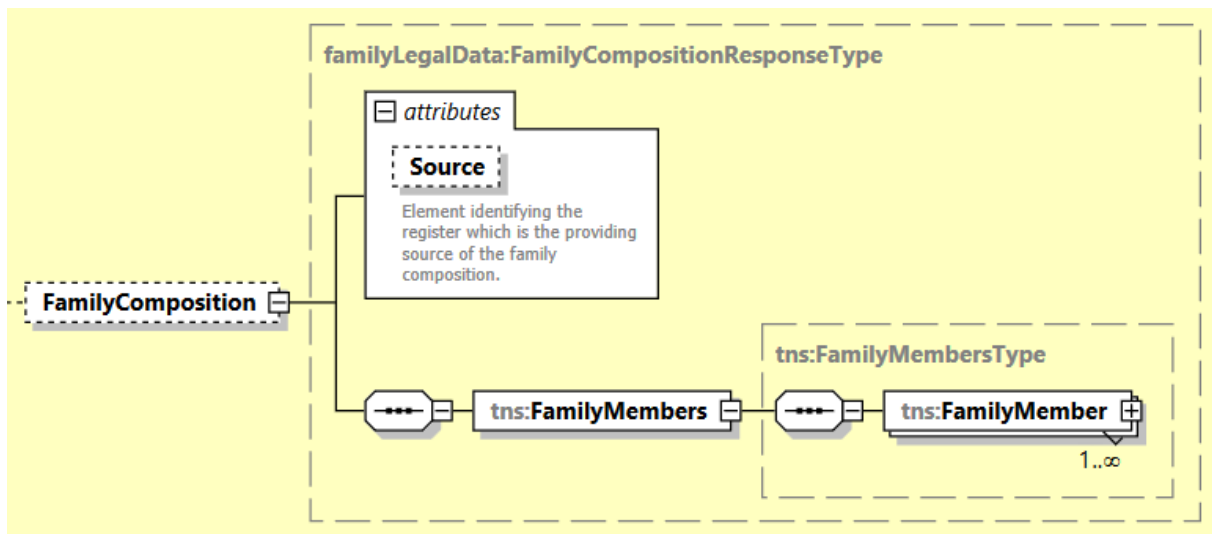 familyLegalData:FamilyCompositionResponseType
attributes
Source
Element identifying the
register which is the providing
source of the family
composition.
FamilyComposition
tns:FamilyMembersType
tns:FamilyMembers
tns:FamilyMember
1..∞